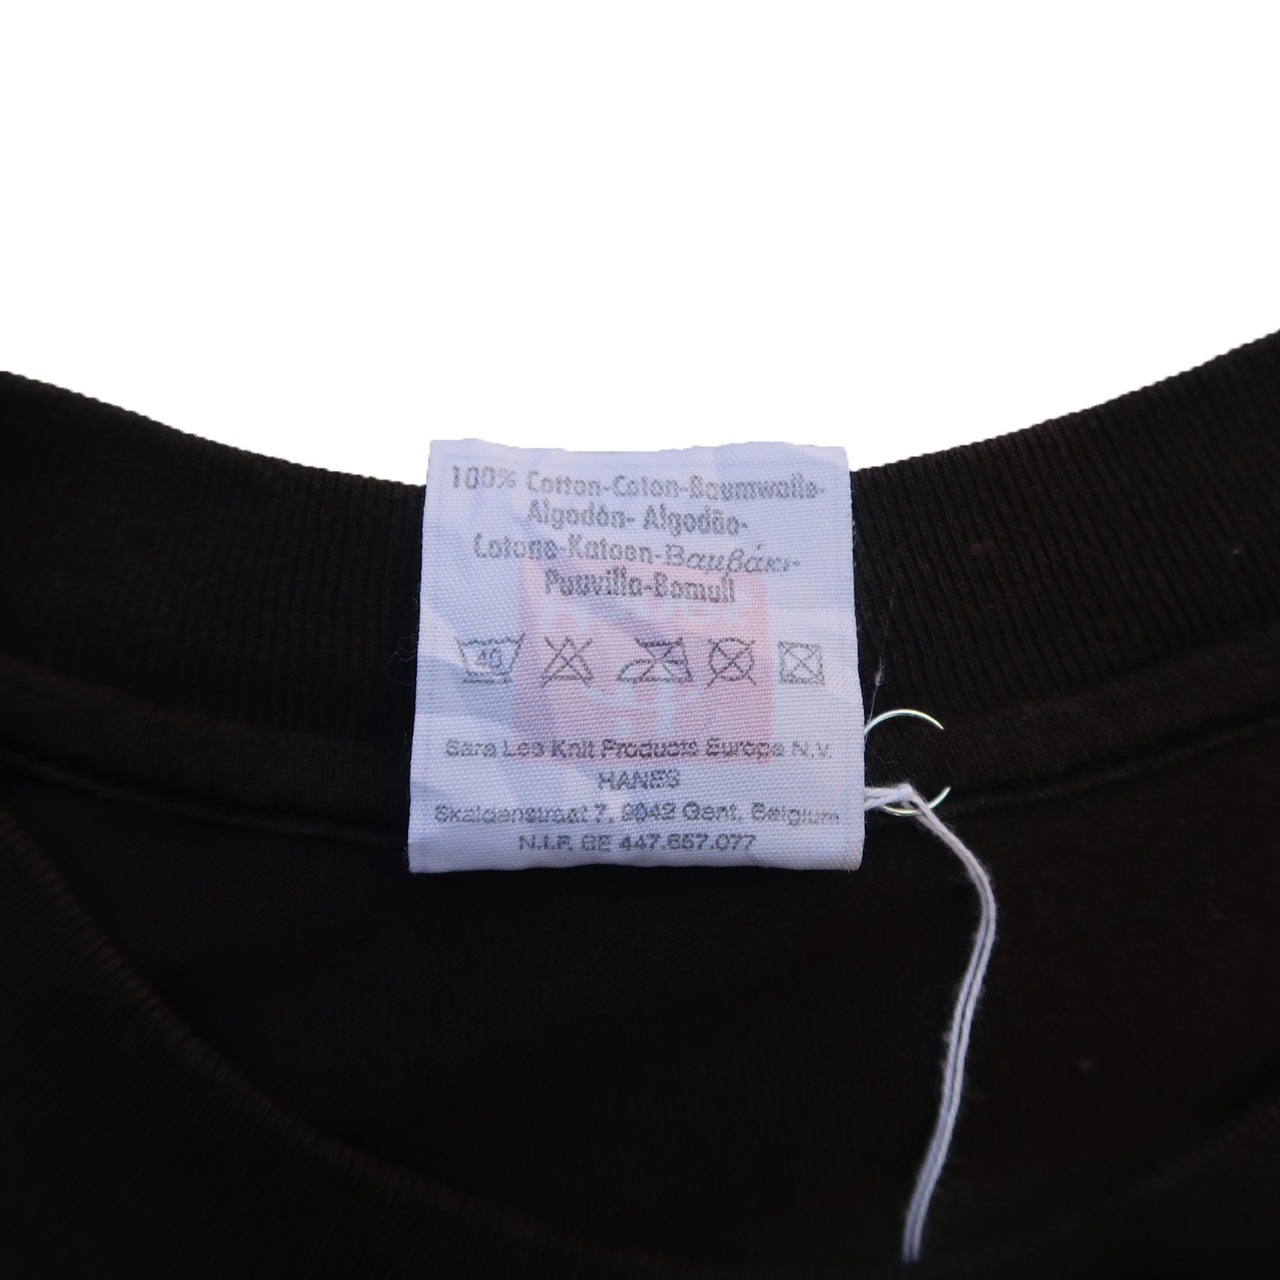 100% Cotton-Coton-Baumwolle-
Algodón- Algodão-
Cotone-Katoen-Βαμβάκι-
Puuvilla-Bomull
40
Sara Lee Knit Products Europe N.V.
HANES
Skaldenstraat 7, 9042 Gent, Belgium
N.I.F. BE 447.657.077